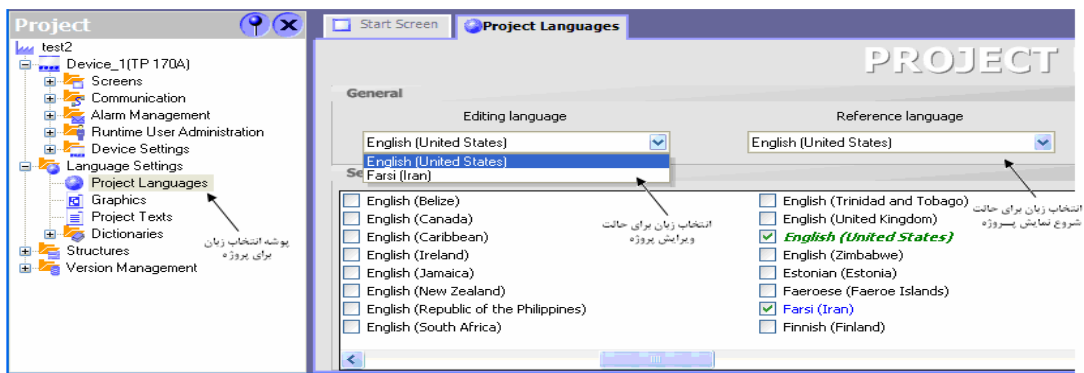 Project
test2
Device_1(TP 170A)
Screens
Communication
Alarm Management
Runtime User Administration
Device Settings
Language Settings
Project Languages
Graphics
Project Texts
Dictionaries
Structures
Version Management
پوشه انتخاب زبان
برای پروژه
Start Screen
Project Languages
PROJECT
General
Editing language
English (United States)
English (United States)
Farsi (Iran)
Reference language
English (United States)
Se
انتخاب زبان برای حالت
ویرایش پروژه
انتخاب زبان برای حالت
شروع نمایش پــروژه
English (Belize)
English (Canada)
English (Caribbean)
English (Ireland)
English (Jamaica)
English (New Zealand)
English (Republic of the Philippines)
English (South Africa)
English (Trinidad and Tobago)
English (United Kingdom)
English (United States)
English (Zimbabwe)
Estonian (Estonia)
Faeroese (Faeroe Islands)
Farsi (Iran)
Finnish (Finland)